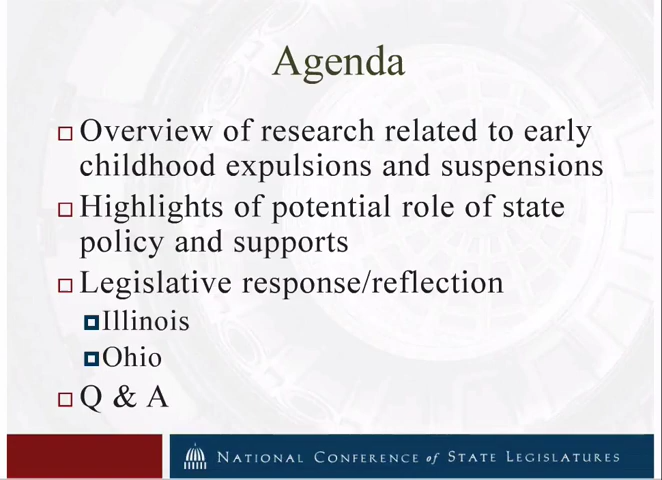 Agenda
Overview of research related to early
childhood expulsions and suspensions
Highlights of potential role of state
policy and supports
Legislative response/reflection
Illinois
Ohio
Q & A
NATIONAL CONFERENCE of STATE LEGISLATURES